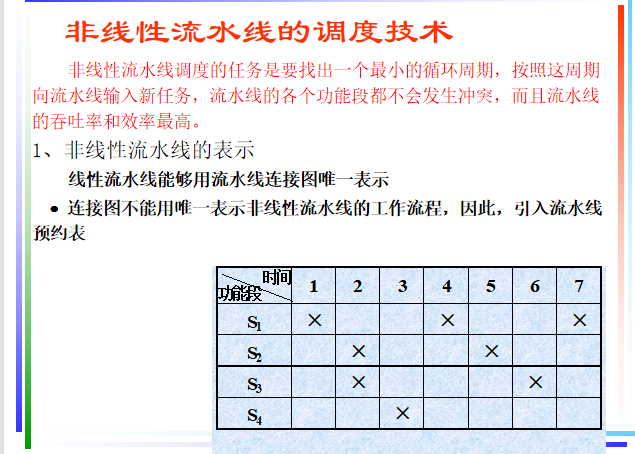 非线性流水线的调度技术
非线性流水线调度的任务是要找出一个最小的循环周期，按照这周期
向流水线输入新任务，流水线的各个功能段都不会发生冲突，而且流水线
的吞吐率和效率最高。
1、非线性流水线的表示
线性流水线能够用流水线连接图唯一表示
● 连接图不能用唯一表示非线性流水线的工作流程，因此，引入流水线
预约表
时间
功能段 1 2 3 4 5 6 7
S1 × × ×
S2 × ×
S3 × ×
S4 ×